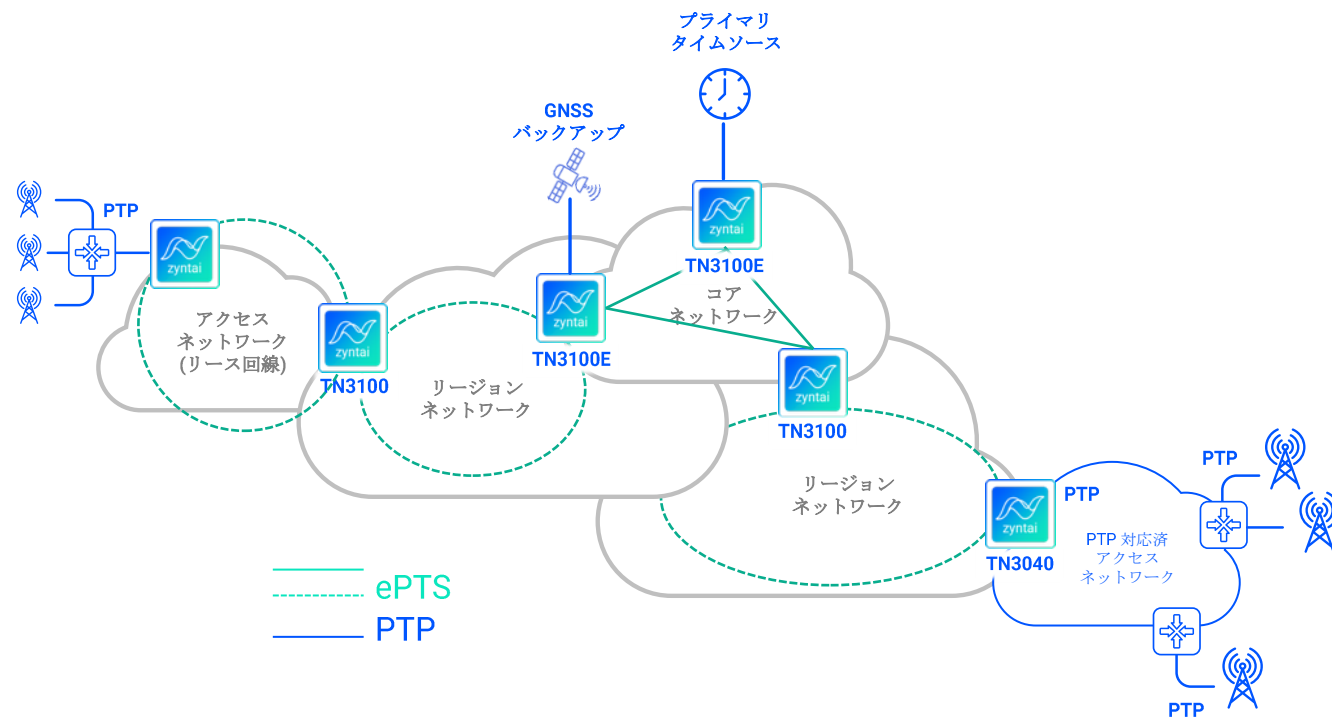 プライマリ
タイムソース
GNSS
バックアップ
PTP
zyntai
zyntai
TN3100E
コア
ネットワーク
zyntai
TN3100E
アクセス
ネットワーク
(リース回線)
zyntai
TN3100
リージョン
ネットワーク
zyntai
TN3100
リージョン
ネットワーク
zyntai
TN3040
PTP
PTP
PTP 対応済
アクセス
ネットワーク
PTP
ePTS
PTP